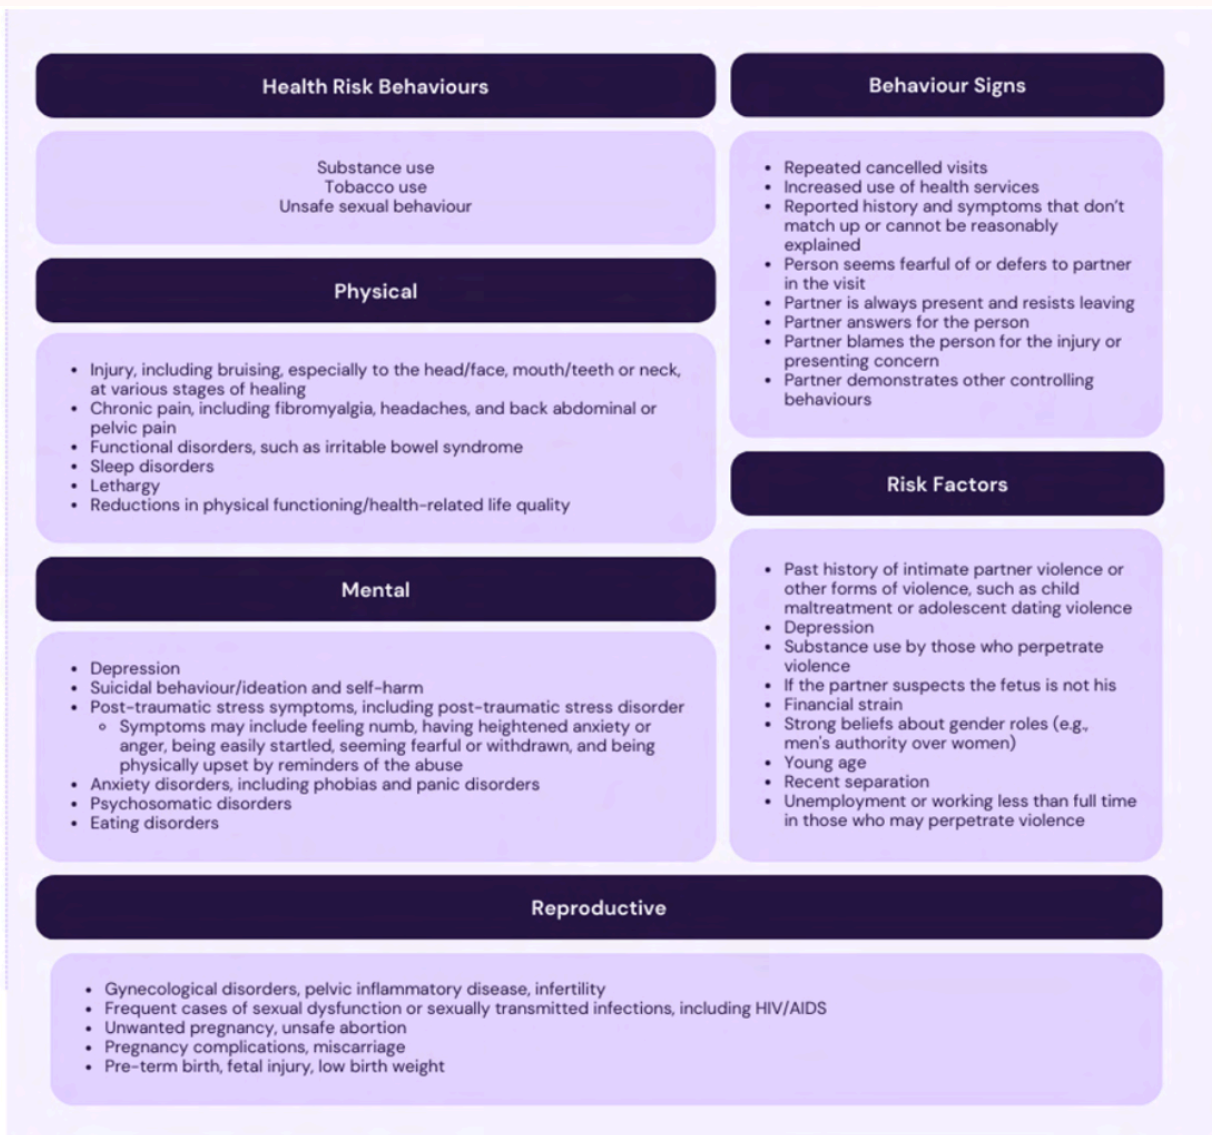 Health Risk Behaviours
Substance use
Tobacco use
Unsafe sexual behaviour
Physical
• Injury, including bruising, especially to the head/face, mouth/teeth or neck,
at various stages of healing
• Chronic pain, including fibromyalgia, headaches, and back abdominal or
pelvic pain
• Functional disorders, such as irritable bowel syndrome
• Sleep disorders
• Lethargy
• Reductions in physical functioning/health-related life quality
Mental
• Depression
• Suicidal behaviour/ideation and self-harm
• Post-traumatic stress symptoms, including post-traumatic stress disorder
◦ Symptoms may include feeling numb, having heightened anxiety or
anger, being easily startled, seeming fearful or withdrawn, and being
physically upset by reminders of the abuse
• Anxiety disorders, including phobias and panic disorders
• Psychosomatic disorders
• Eating disorders
Behaviour Signs
• Repeated cancelled visits
• Increased use of health services
• Reported history and symptoms that don't
match up or cannot be reasonably
explained
• Person seems fearful of or defers to partner
in the visit
• Partner is always present and resists leaving
• Partner answers for the person
• Partner blames the person for the injury or
presenting concern
• Partner demonstrates other controlling
behaviours
Risk Factors
• Past history of intimate partner violence or
other forms of violence, such as child
maltreatment or adolescent dating violence
• Depression
• Substance use by those who perpetrate
violence
• If the partner suspects the fetus is not his
• Financial strain
• Strong beliefs about gender roles (e.g.,
men's authority over women)
• Young age
• Recent separation
• Unemployment or working less than full time
in those who may perpetrate violence
Reproductive
• Gynecological disorders, pelvic inflammatory disease, infertility
• Frequent cases of sexual dysfunction or sexually transmitted infections, including HIV/AIDS
• Unwanted pregnancy, unsafe abortion
• Pregnancy complications, miscarriage
• Pre-term birth, fetal injury, low birth weight